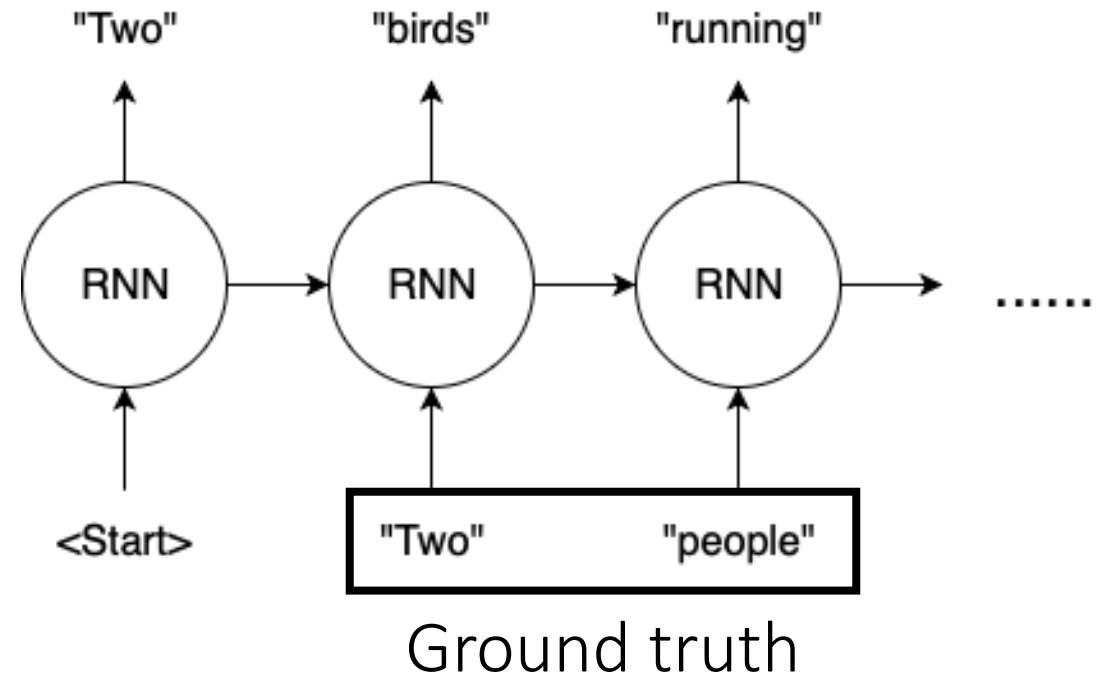 "Two" "birds" "running"
RNN RNN RNN ......
<Start> "Two" "people"
Ground truth